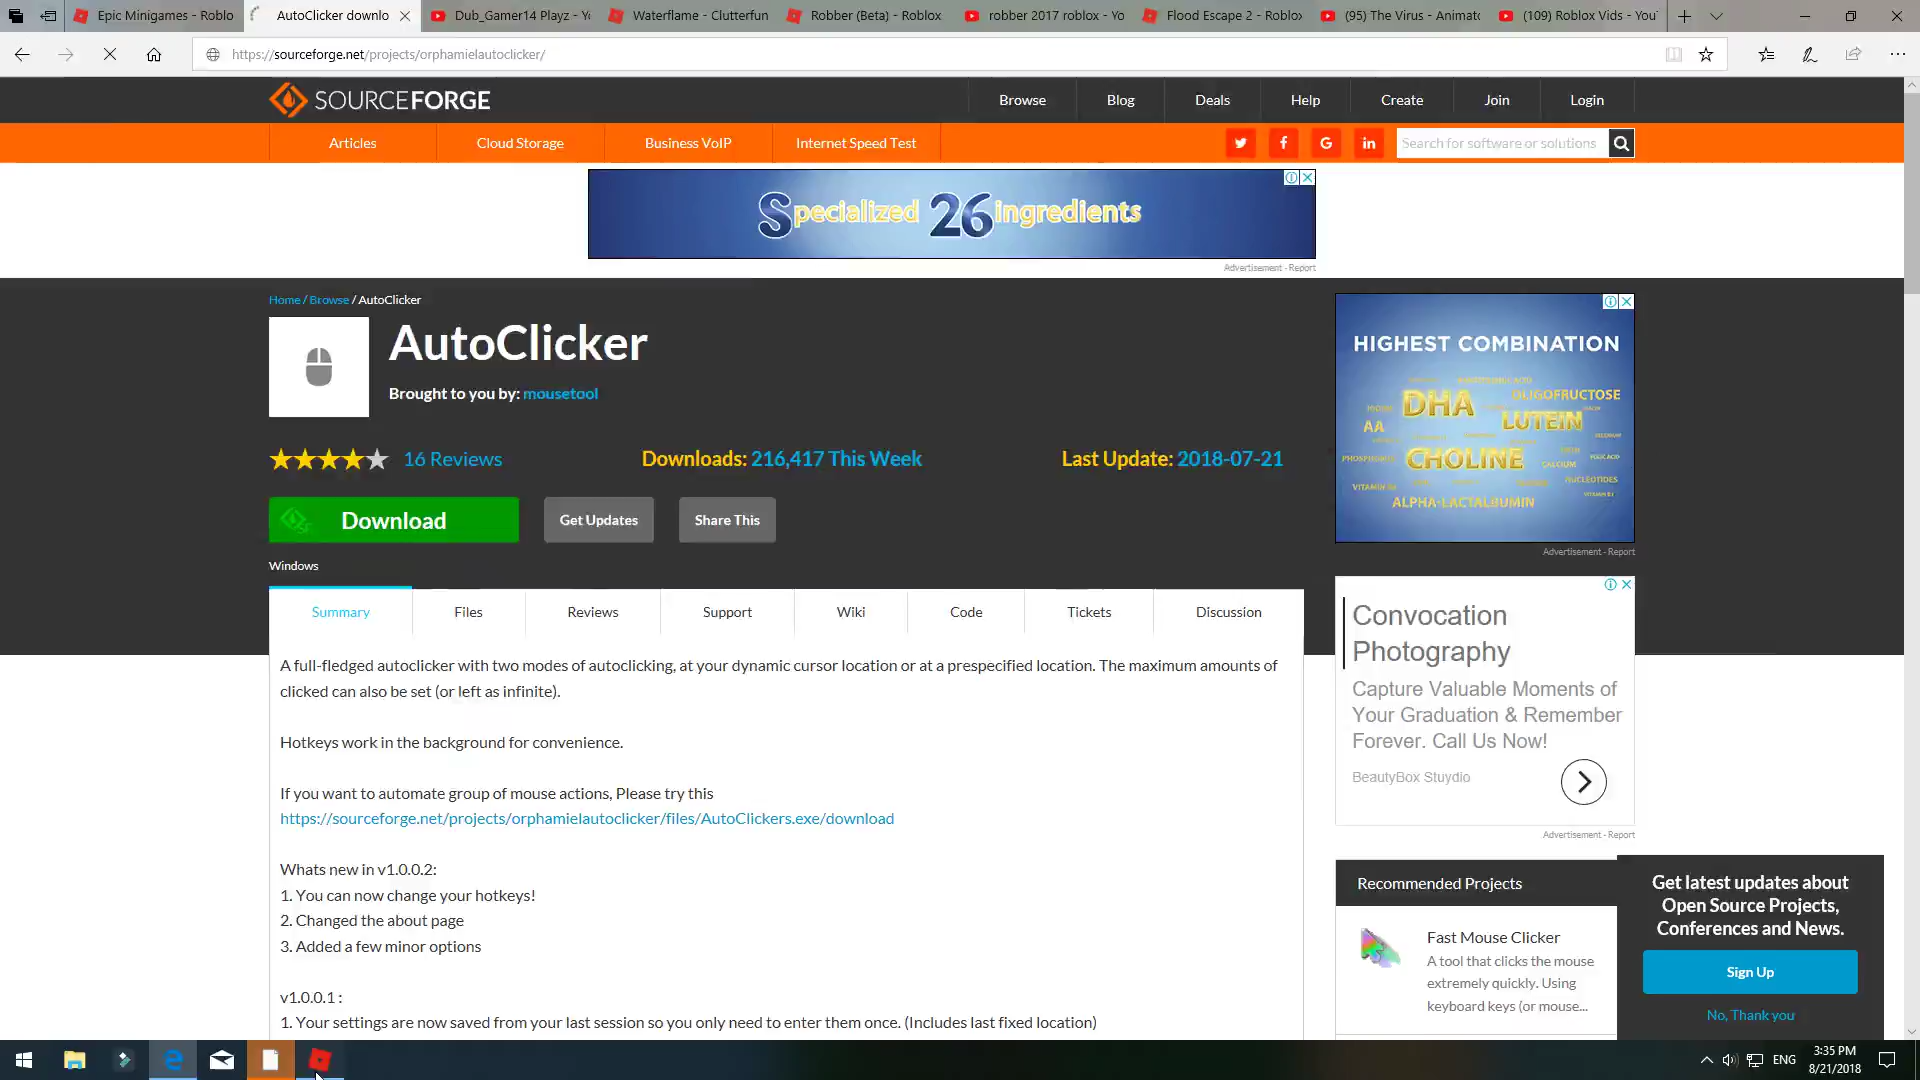 Epic Minigames - Roblo
AutoClicker downlo
Dub_Gamer14 Playz - Y
Waterflame - Clutterfun
Robber (Beta) - Roblox
robber 2017 roblox - Yo
Flood Escape 2 - Roblox
(95) The Virus - Animat
(109) Roblox Vids - You
https://sourceforge.net/projects/orphamielautoclicker/
SOURCEFORGE
Browse
Blog
Deals
Help
Create
Join
Login
Articles
Cloud Storage
Business VoIP
Internet Speed Test
Search for software or solutions
Specialized 26 ingredients
Advertisement - Report
Home / Browse / AutoClicker
AutoClicker
Brought to you by: mousetool
16 Reviews
Downloads: 216,417 This Week
Last Update: 2018-07-21
Download
Get Updates
Share This
Windows
Summary
Files
Reviews
Support
Wiki
Code
Tickets
Discussion
A full-fledged autoclicker with two modes of autoclicking, at your dynamic cursor location or at a prespecified location. The maximum amounts of
clicked can also be set (or left as infinite).
Hotkeys work in the background for convenience.
If you want to automate group of mouse actions, Please try this
https://sourceforge.net/projects/orphamielautoclicker/files/AutoClickers.exe/download
Whats new in v1.0.0.2:
1. You can now change your hotkeys!
2. Changed the about page
3. Added a few minor options
v1.0.0.1 :
1. Your settings are now saved from your last session so you only need to enter them once. (Includes last fixed location)
HIGHEST COMBINATION
DHA
OLIGOFRUCTOSE
AA
LUTEIN
CHOLINE
CALCIUM
NUCLEOTIDES
ALPHA-LACTALBUMIN
Advertisement - Report
Convocation
Photography
Capture Valuable Moments of
Your Graduation & Remember
Forever. Call Us Now!
BeautyBox Stuydio
Advertisement - Report
Recommended Projects
Fast Mouse Clicker
A tool that clicks the mouse
extremely quickly. Using
keyboard keys (or mouse...
Get latest updates about
Open Source Projects,
Conferences and News.
Sign Up
No, Thank you
ENG
3:35 PM
8/21/2018